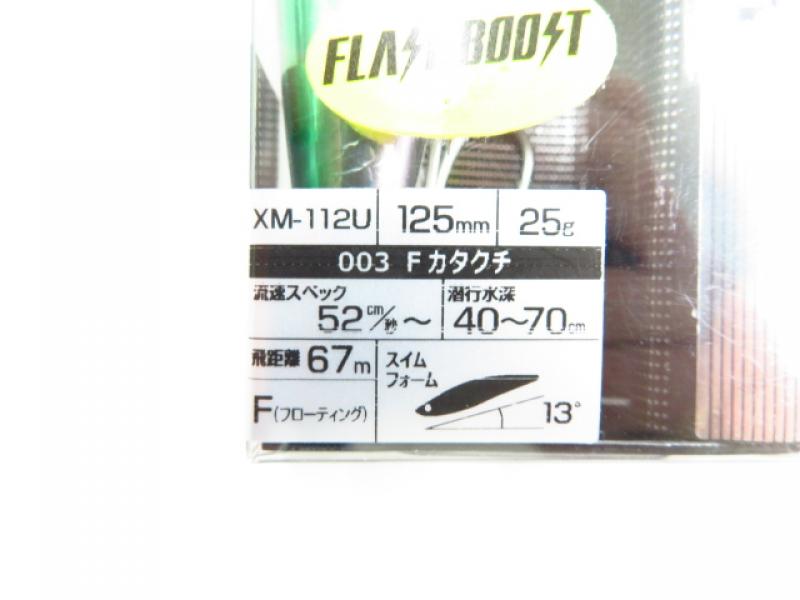 FLASH BOOST
XM-112U 125mm 25g
003 Fカタクチ
流速スペック 潜行水深
52cm/秒～ 40～70cm
飛距離 67m スイム
フォーム
F(フローティング) 13°